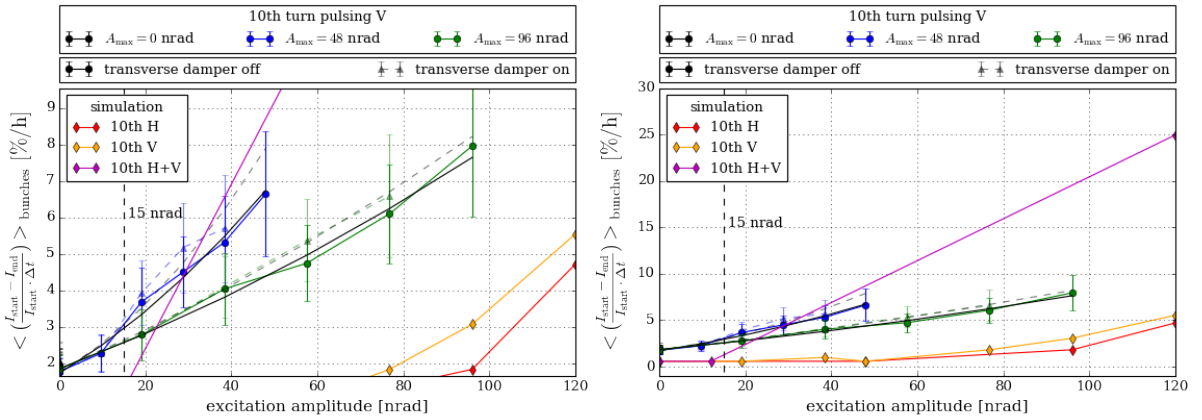 10th turn pulsing V
A_max = 0 nrad A_max = 48 nrad A_max = 96 nrad
transverse damper off transverse damper on
simulation
10th H
10th V
10th H+V
15 nrad
9
8
7
6
5
4
3
2
0 20 40 60 80 100 120
excitation amplitude [nrad]
< (I_start − I_end / I_start · Δt) >_bunches [%/h]
10th turn pulsing V
A_max = 0 nrad A_max = 48 nrad A_max = 96 nrad
transverse damper off transverse damper on
simulation
10th H
10th V
10th H+V
15 nrad
30
25
20
15
10
5
0
0 20 40 60 80 100 120
excitation amplitude [nrad]
< (I_start − I_end / I_start · Δt) >_bunches [%/h]